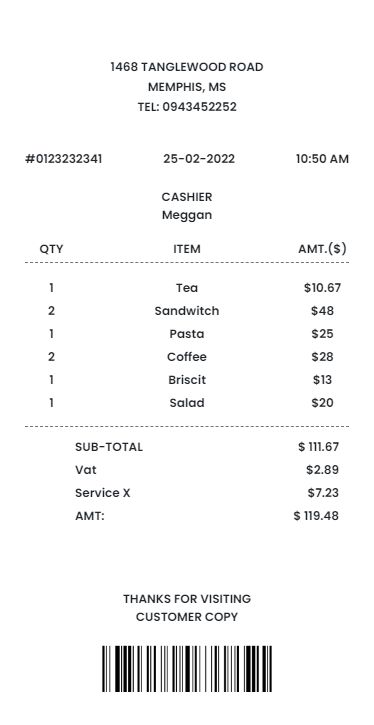 1468 TANGLEWOOD ROAD
MEMPHIS, MS
TEL: 0943452252
#0123232341 25-02-2022 10:50 AM
CASHIER
Meggan
QTY ITEM AMT.($)
1 Tea $10.67
2 Sandwitch $48
1 Pasta $25
2 Coffee $28
1 Briscit $13
1 Salad $20
SUB-TOTAL $ 111.67
Vat $2.89
Service X $7.23
AMT: $ 119.48
THANKS FOR VISITING
CUSTOMER COPY